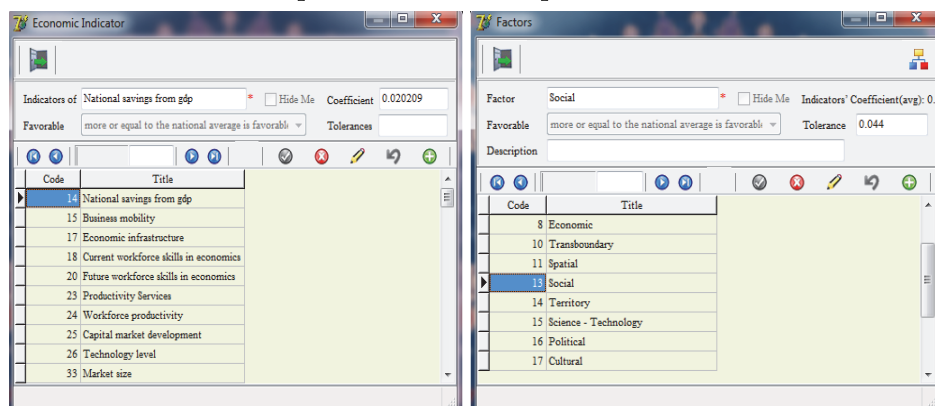 Economic Indicator
Indicators of National savings from gdp * Hide Me Coefficient 0.020209
Favorable more or equal to the national average is favorabl Tolerances
Code Title
14 National savings from gdp
15 Business mobility
17 Economic infrastructure
18 Current workforce skills in economics
20 Future workforce skills in economics
23 Productivity Services
24 Workforce productivity
25 Capital market development
26 Technology level
33 Market size
Factors
Factor Social * Hide Me Indicators' Coefficient(avg): 0.
Favorable more or equal to the national average is favorabl Tolerance 0.044
Description
Code Title
8 Economic
10 Transboundary
11 Spatial
13 Social
14 Territory
15 Science - Technology
16 Political
17 Cultural